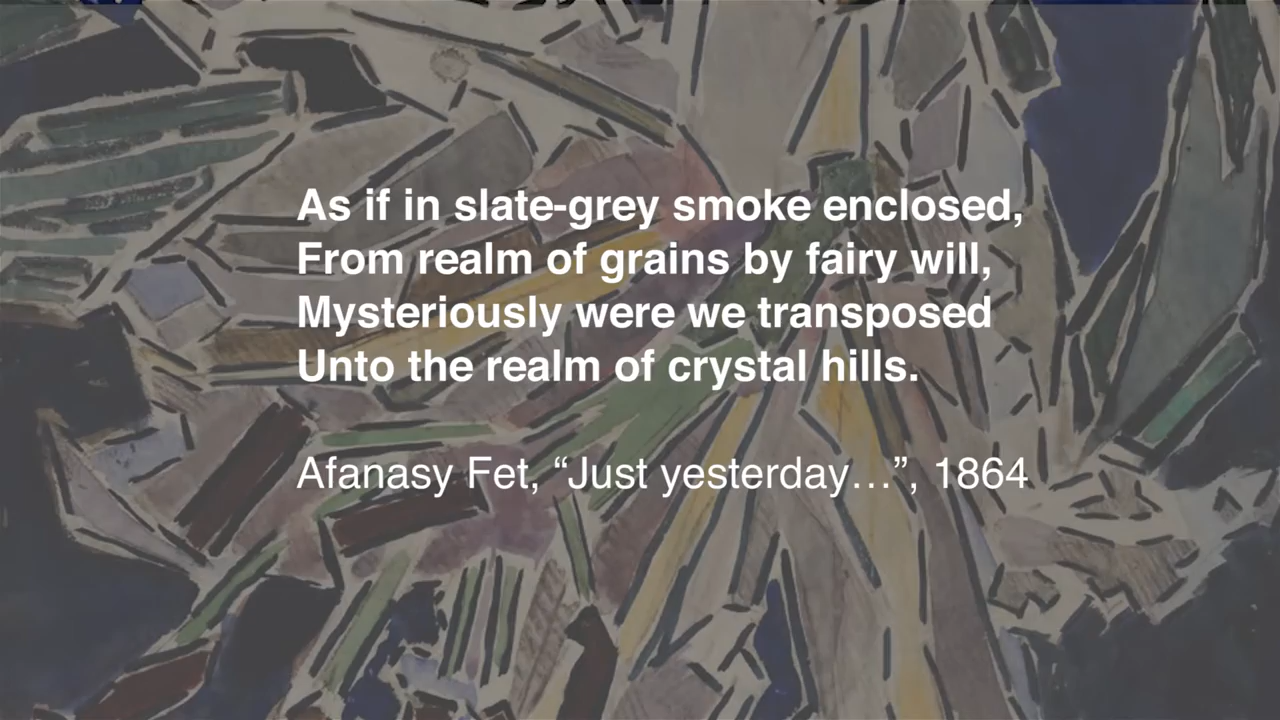 As if in slate-grey smoke enclosed,
From realm of grains by fairy will,
Mysteriously were we transposed
Unto the realm of crystal hills.
Afanasy Fet, “Just yesterday…”, 1864